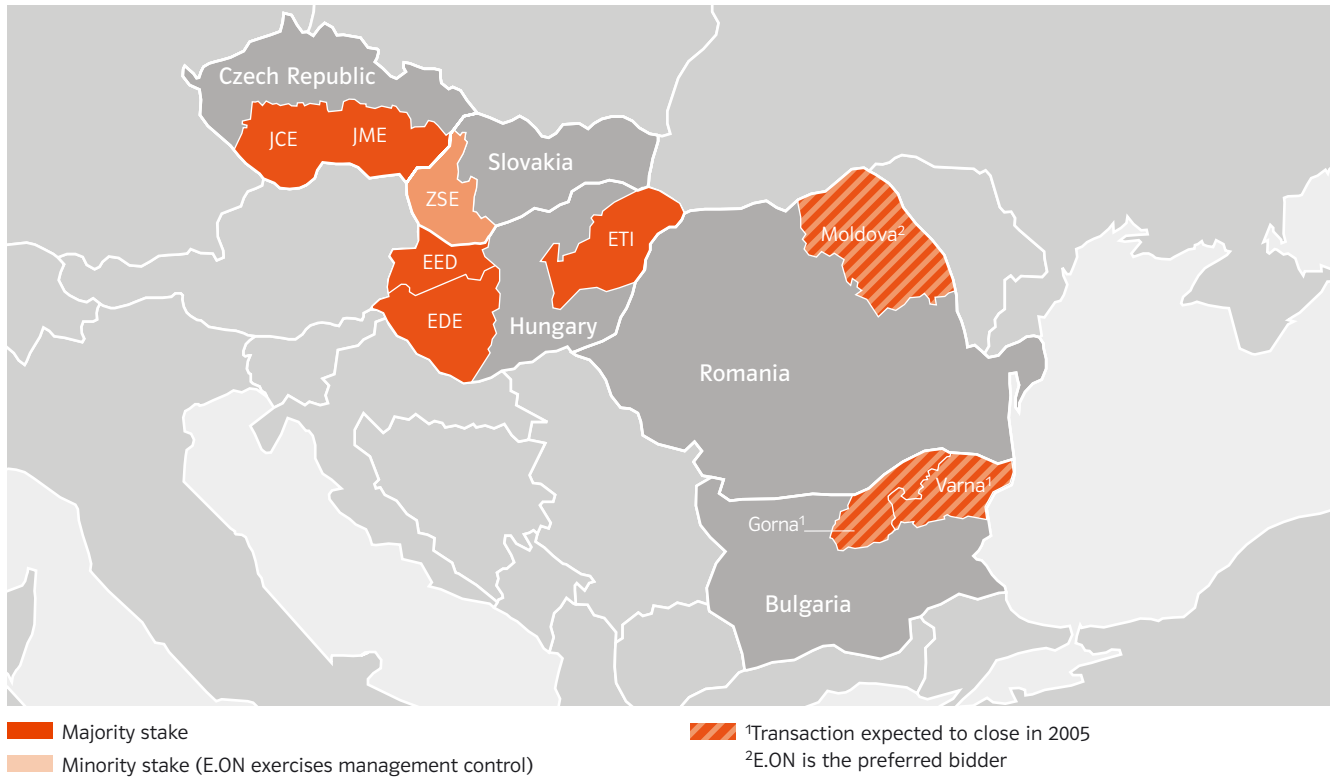 Czech Republic
JCE
JME
Slovakia
ZSE
ETI
Moldova²
EED
EDE
Hungary
Romania
Varna¹
Gorna¹
Bulgaria
Majority stake
Minority stake (E.ON exercises management control)
¹Transaction expected to close in 2005
²E.ON is the preferred bidder